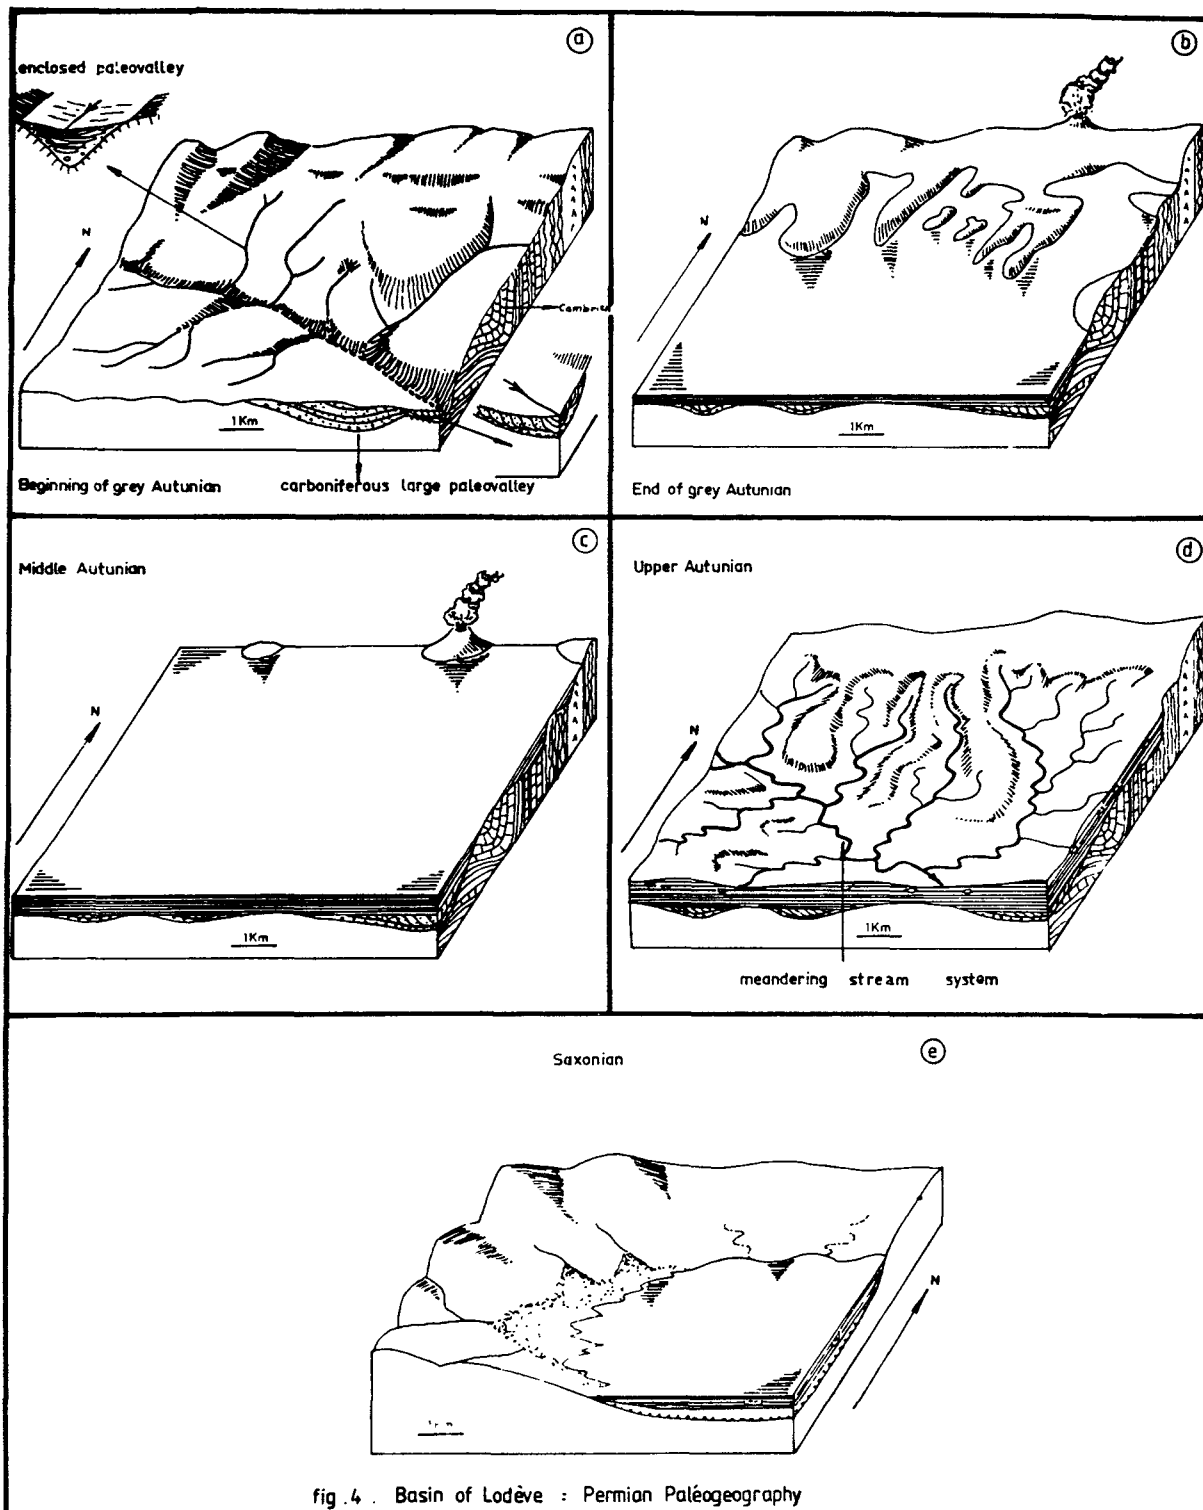 a
enclosed paleovalley
N
1Km
Beginning of grey Autunian
carboniferous large paleovalley
b
N
1Km
End of grey Autunian
c
Middle Autunian
N
1Km
d
Upper Autunian
N
1Km
meandering stream system
Saxonian
e
N
fig.4. Basin of Lodève : Permian Paléogeography